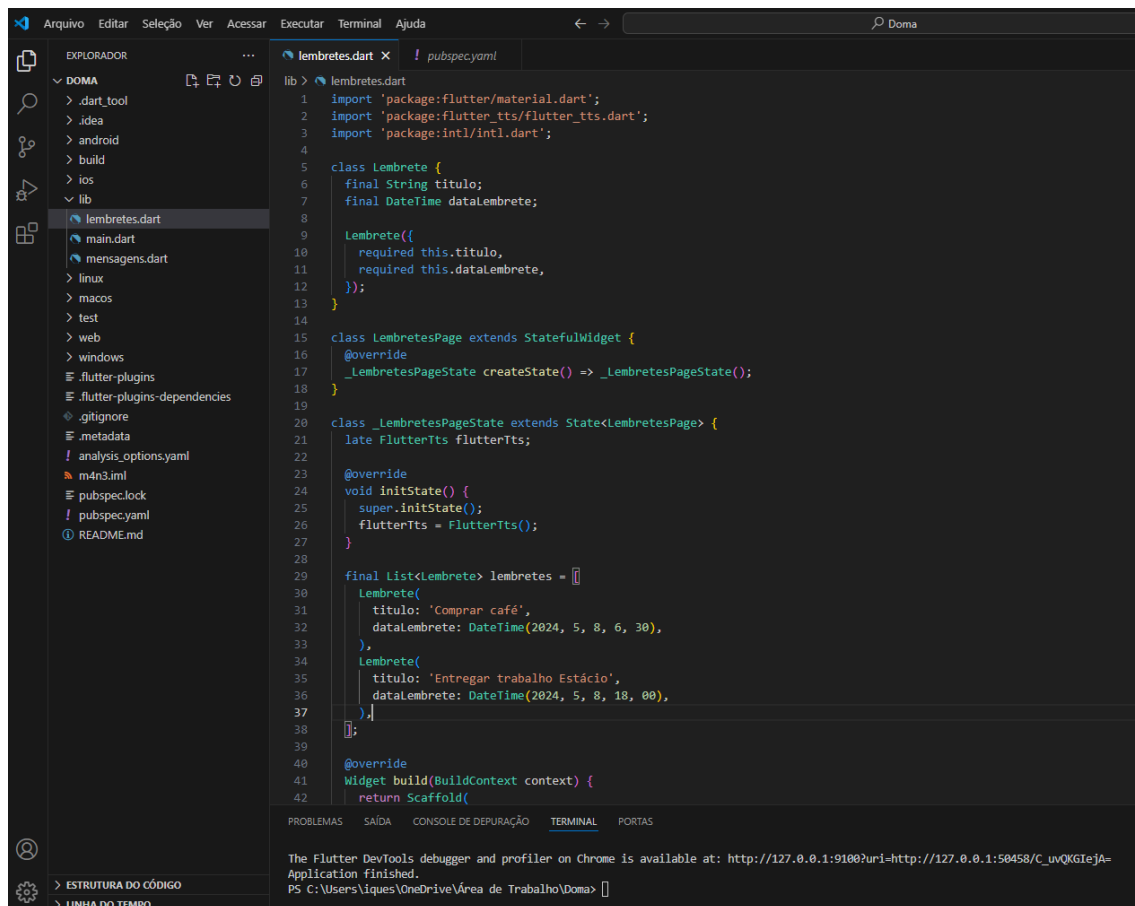 Arquivo Editar Seleção Ver Acessar Executar Terminal Ajuda
Doma
EXPLORADOR
DOMA
.dart_tool
.idea
android
build
ios
lib
lembretes.dart
main.dart
mensagens.dart
linux
macos
test
web
windows
.flutter-plugins
.flutter-plugins-dependencies
.gitignore
.metadata
! analysis_options.yaml
m4n3.iml
pubspec.lock
! pubspec.yaml
README.md
ESTRUTURA DO CÓDIGO
LINHA DO TEMPO
lembretes.dart ! pubspec.yaml
lib > lembretes.dart
1 import 'package:flutter/material.dart';
2 import 'package:flutter_tts/flutter_tts.dart';
3 import 'package:intl/intl.dart';
4
5 class Lembrete {
6 final String titulo;
7 final DateTime dataLembrete;
8
9 Lembrete({
10 required this.titulo,
11 required this.dataLembrete,
12 });
13 }
14
15 class LembretesPage extends StatefulWidget {
16 @override
17 _LembretesPageState createState() => _LembretesPageState();
18 }
19
20 class _LembretesPageState extends State<LembretesPage> {
21 late FlutterTts flutterTts;
22
23 @override
24 void initState() {
25 super.initState();
26 flutterTts = FlutterTts();
27 }
28
29 final List<Lembrete> lembretes = [
30 Lembrete(
31 titulo: 'Comprar café',
32 dataLembrete: DateTime(2024, 5, 8, 6, 30),
33 ),
34 Lembrete(
35 titulo: 'Entregar trabalho Estácio',
36 dataLembrete: DateTime(2024, 5, 8, 18, 00),
37 ),
38 ];
39
40 @override
41 Widget build(BuildContext context) {
42 return Scaffold(
PROBLEMAS SAÍDA CONSOLE DE DEPURAÇÃO TERMINAL PORTAS
The Flutter DevTools debugger and profiler on Chrome is available at: http://127.0.0.1:9100?uri=http://127.0.0.1:50458/C_uvQKGIejA=
Application finished.
PS C:\Users\iques\OneDrive\Área de Trabalho\Doma>